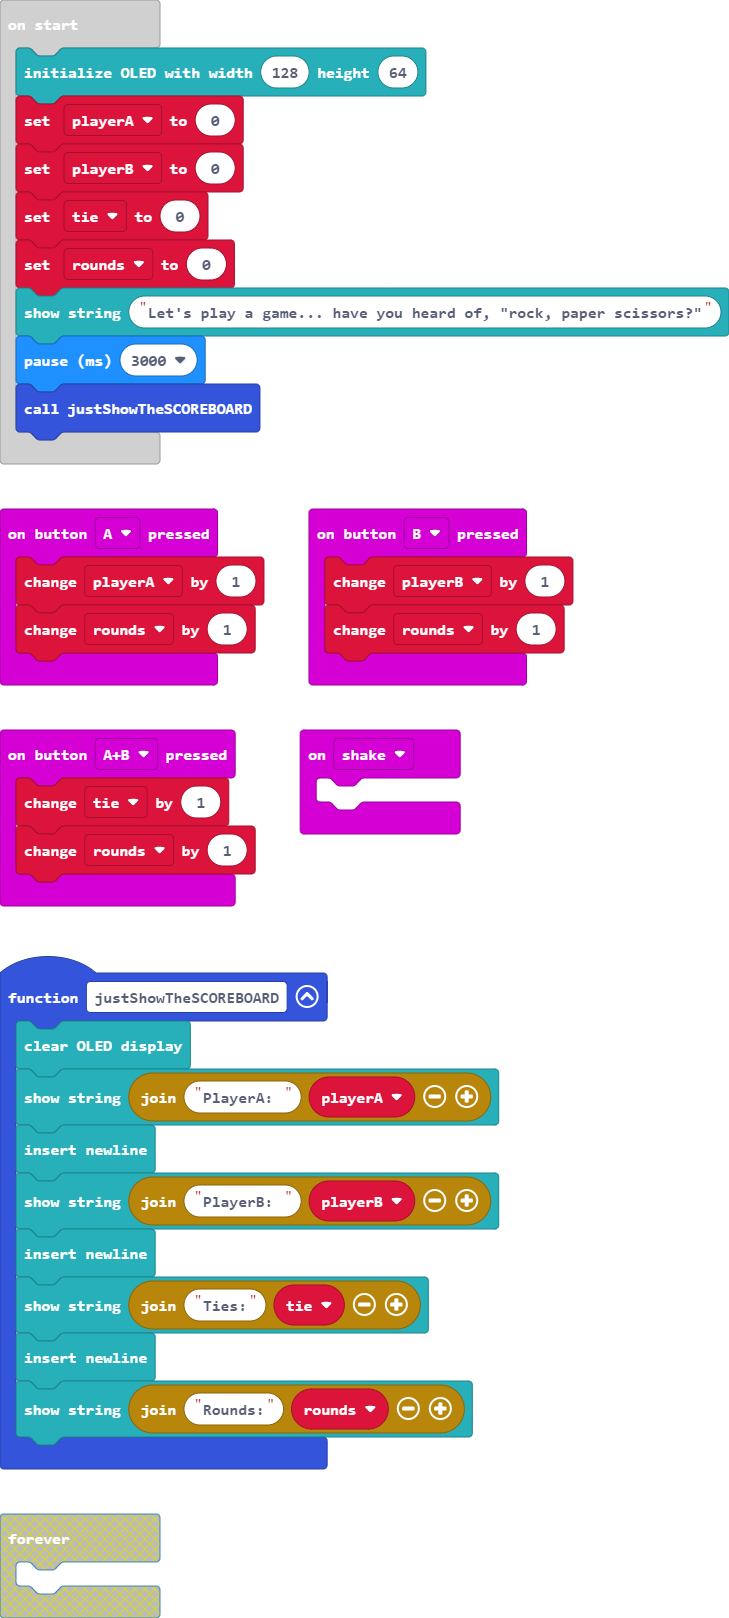 on start
initialize OLED with width 128 height 64
set playerA to 0
set playerB to 0
set tie to 0
set rounds to 0
show string "Let's play a game... have you heard of, "rock, paper scissors?""
pause (ms) 3000
call justShowTheSCOREBOARD
on button A pressed
change playerA by 1
change rounds by 1
on button B pressed
change playerB by 1
change rounds by 1
on button A+B pressed
change tie by 1
change rounds by 1
on shake
function justShowTheSCOREBOARD
clear OLED display
show string join "PlayerA: " playerA
insert newline
show string join "PlayerB: " playerB
insert newline
show string join "Ties:" tie
insert newline
show string join "Rounds:" rounds
forever